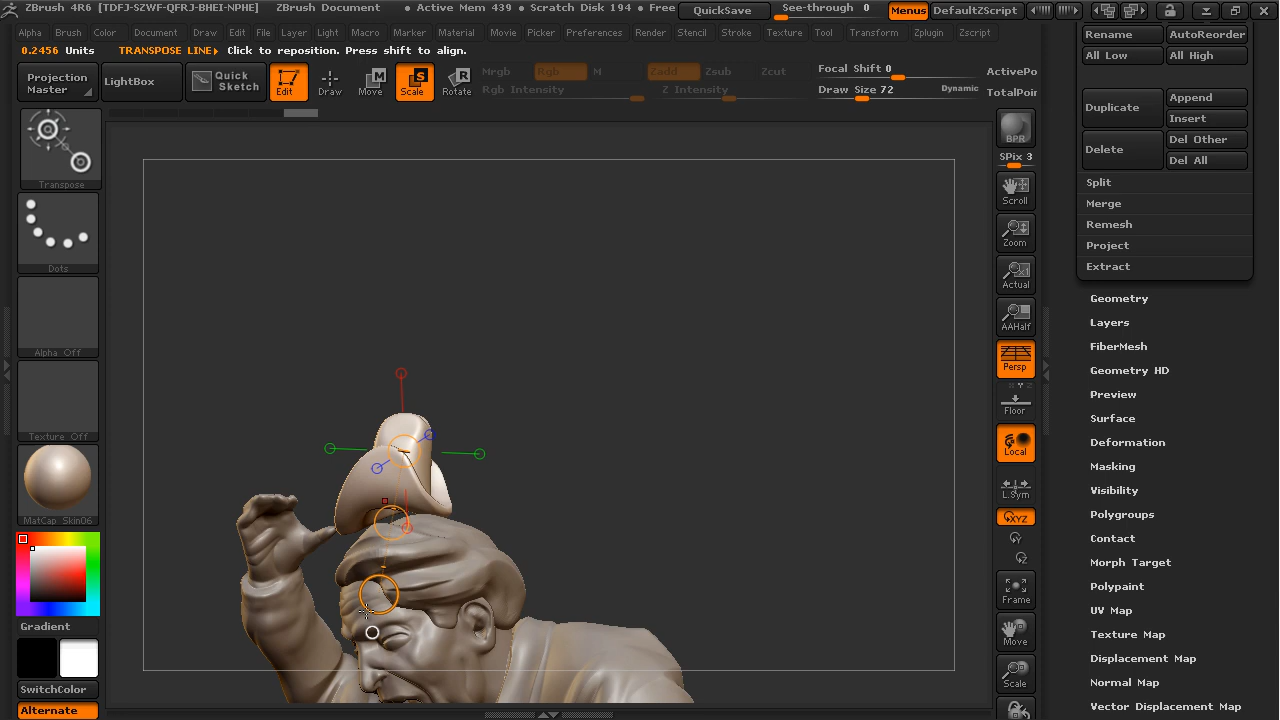 ZBrush 4R6 [TDFJ-SZWF-QFRJ-BHEI-NPHE] ZBrush Document • Active Mem 439 • Scratch Disk 194 • Free QuickSave See-through 0 Menus DefaultZScript
Alpha Brush Color Document Draw Edit File Layer Light Macro Marker Material Movie Picker Preferences Render Stencil Stroke Texture Tool Transform Zplugin Zscript
0.2456 Units TRANSPOSE LINE▸ Click to reposition. Press shift to align.
Projection Master
LightBox
Quick Sketch
Edit
Draw
Move
Scale
Rotate
Mrgb Rgb M
Rgb Intensity
Zadd Zsub Zcut
Z Intensity
Focal Shift 0
Draw Size 72
Dynamic
ActivePo
TotalPoin
Transpose
Dots
Alpha Off
Texture Off
MatCap Skin06
Gradient
SwitchColor
Alternate
BPR
SPix 3
Scroll
Zoom
Actual
AAHalf
Persp
Floor
Local
L.Sym
XYZ
Frame
Move
Scale
Rename AutoReorder
All Low All High
Duplicate
Append
Insert
Delete
Del Other
Del All
Split
Merge
Remesh
Project
Extract
Geometry
Layers
FiberMesh
Geometry HD
Preview
Surface
Deformation
Masking
Visibility
Polygroups
Contact
Morph Target
Polypaint
UV Map
Texture Map
Displacement Map
Normal Map
Vector Displacement Map